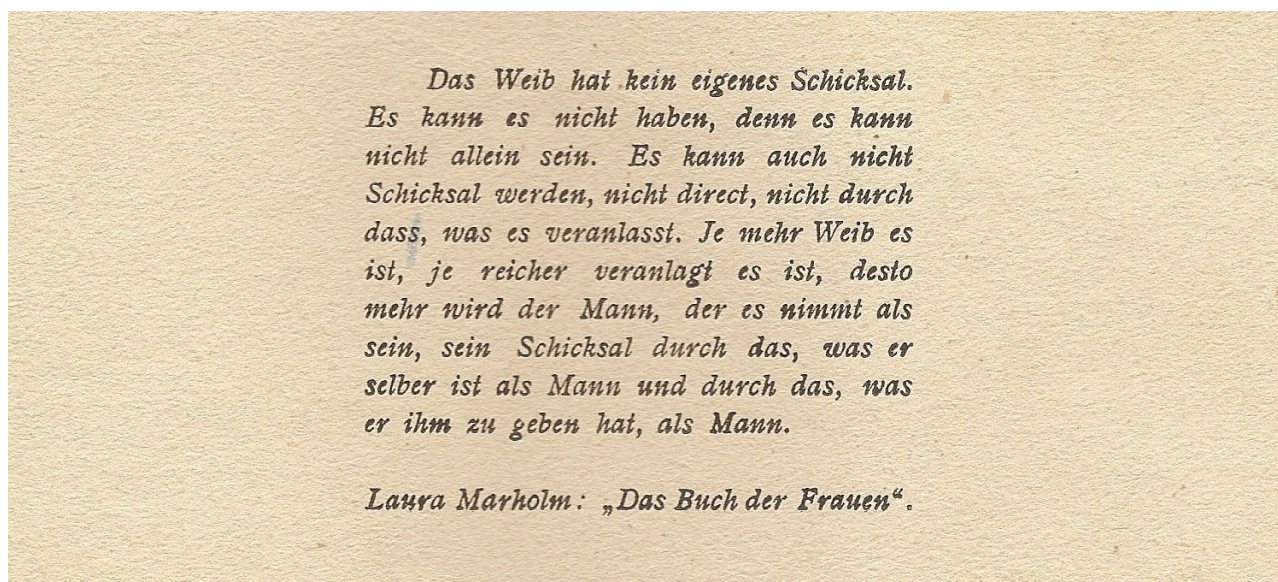 Das Weib hat kein eigenes Schicksal.
Es kann es nicht haben, denn es kann
nicht allein sein. Es kann auch nicht
Schicksal werden, nicht direct, nicht durch
dass, was es veranlasst. Je mehr Weib es
ist, je reicher veranlagt es ist, desto
mehr wird der Mann, der es nimmt als
sein, sein Schicksal durch das, was er
selber ist als Mann und durch das, was
er ihm zu geben hat, als Mann.
Laura Marholm: „Das Buch der Frauen“.